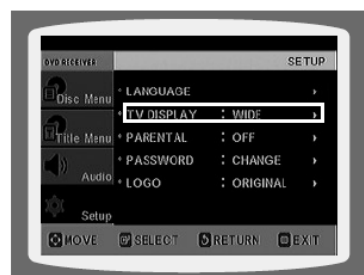 DVD RECEIVER SETUP
Disc Menu
LANGUAGE
TV DISPLAY : WIDE
Title Menu
PARENTAL : OFF
PASSWORD : CHANGE
Audio
LOGO : ORIGINAL
Setup
MOVE SELECT RETURN EXIT